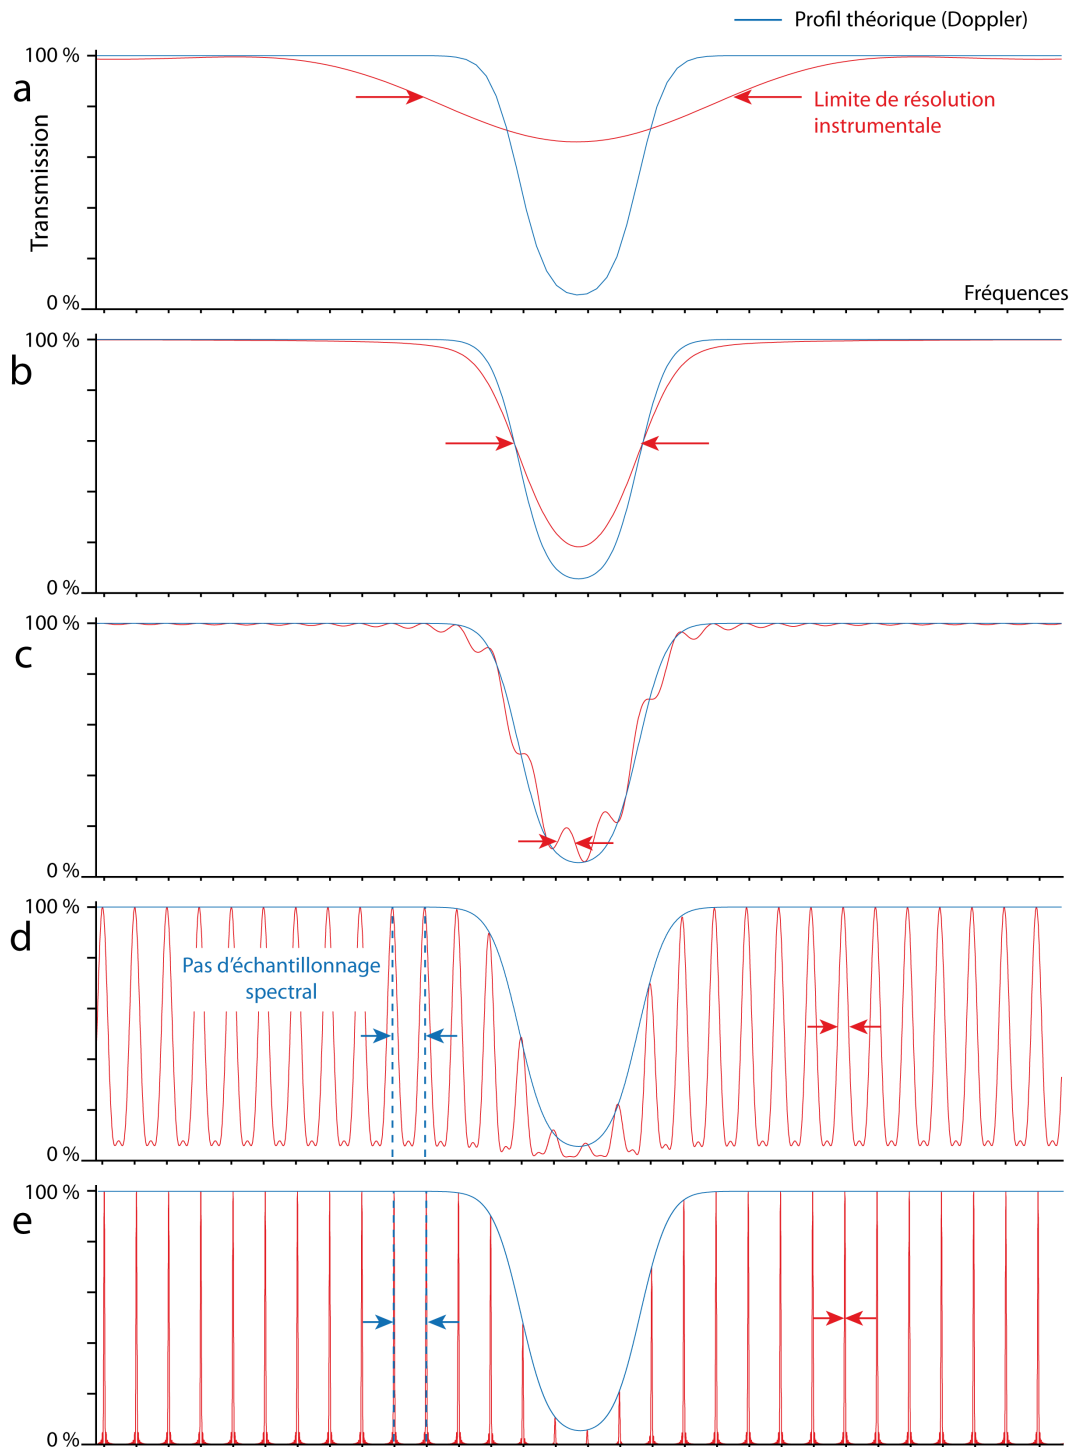 Profil théorique (Doppler)
100 %
a
Limite de résolution
instrumentale
Transmission
Fréquences
0 %
100 %
b
0 %
100 %
c
0 %
100 %
d
Pas d'échantillonnage
spectral
0 %
100 %
e
0 %